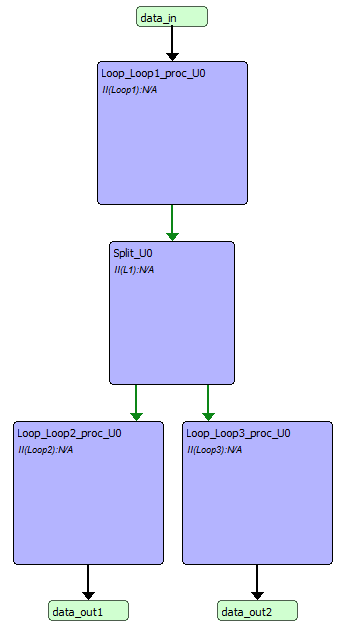 data_in
Loop_Loop1_proc_U0
II(Loop1):N/A
Split_U0
II(L1):N/A
Loop_Loop2_proc_U0
II(Loop2):N/A
Loop_Loop3_proc_U0
II(Loop3):N/A
data_out1
data_out2